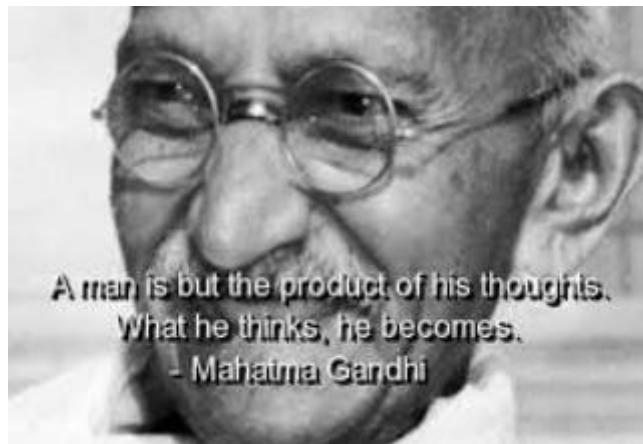 A man is but the product of his thoughts.
What he thinks, he becomes.
- Mahatma Gandhi